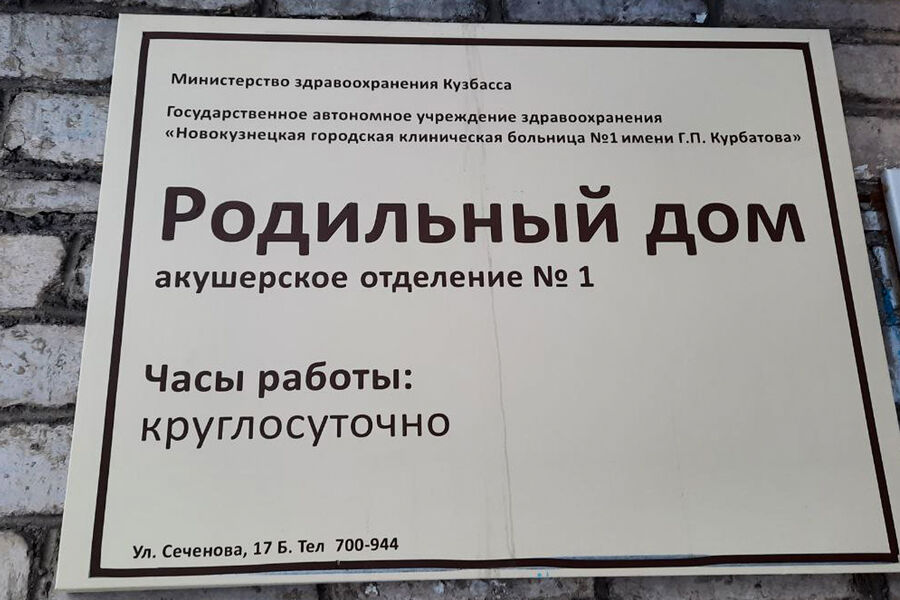 Министерство здравоохранения Кузбасса
Государственное автономное учреждение здравоохранения
«Новокузнецкая городская клиническая больница №1 имени Г.П. Курбатова»
Родильный дом
акушерское отделение № 1
Часы работы:
круглосуточно
Ул. Сеченова, 17 Б. Тел 700-944